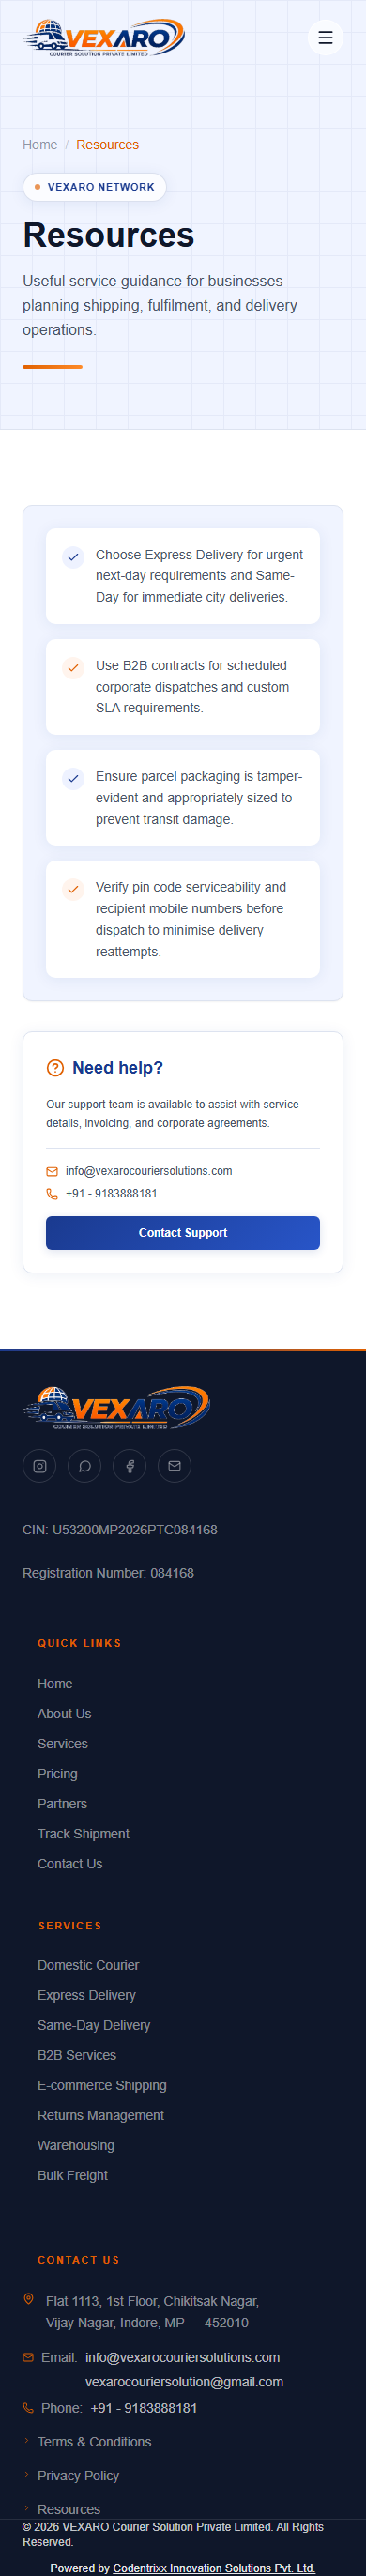 VEXARO
COURIER SOLUTION PRIVATE LIMITED
Home / Resources
VEXARO NETWORK
Resources
Useful service guidance for businesses
planning shipping, fulfilment, and delivery
operations.
Choose Express Delivery for urgent
next-day requirements and Same-
Day for immediate city deliveries.
Use B2B contracts for scheduled
corporate dispatches and custom
SLA requirements.
Ensure parcel packaging is tamper-
evident and appropriately sized to
prevent transit damage.
Verify pin code serviceability and
recipient mobile numbers before
dispatch to minimise delivery
reattempts.
Need help?
Our support team is available to assist with service
details, invoicing, and corporate agreements.
info@vexarocouriersolutions.com
+91 - 9183888181
Contact Support
VEXARO
COURIER SOLUTION PRIVATE LIMITED
CIN: U53200MP2026PTC084168
Registration Number: 084168
QUICK LINKS
Home
About Us
Services
Pricing
Partners
Track Shipment
Contact Us
SERVICES
Domestic Courier
Express Delivery
Same-Day Delivery
B2B Services
E-commerce Shipping
Returns Management
Warehousing
Bulk Freight
CONTACT US
Flat 1113, 1st Floor, Chikitsak Nagar,
Vijay Nagar, Indore, MP — 452010
Email: info@vexarocouriersolutions.com
vexarocouriersolution@gmail.com
Phone: +91 - 9183888181
Terms & Conditions
Privacy Policy
Resources
© 2026 VEXARO Courier Solution Private Limited. All Rights
Reserved.
Powered by Codentrixx Innovation Solutions Pvt. Ltd.